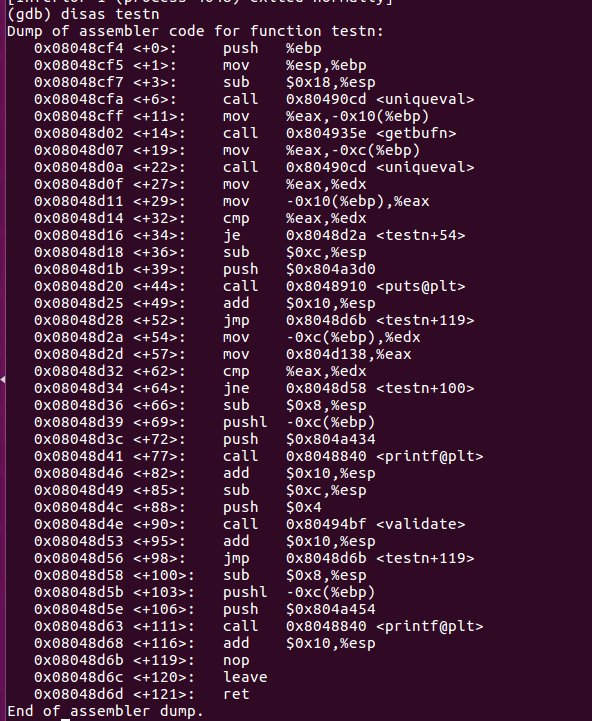 [Inferior 1 (process 4848) exited normally]
(gdb) disas testn
Dump of assembler code for function testn:
0x08048cf4 <+0>: push %ebp
0x08048cf5 <+1>: mov %esp,%ebp
0x08048cf7 <+3>: sub $0x18,%esp
0x08048cfa <+6>: call 0x80490cd <uniqueval>
0x08048cff <+11>: mov %eax,-0x10(%ebp)
0x08048d02 <+14>: call 0x804935e <getbufn>
0x08048d07 <+19>: mov %eax,-0xc(%ebp)
0x08048d0a <+22>: call 0x80490cd <uniqueval>
0x08048d0f <+27>: mov %eax,%edx
0x08048d11 <+29>: mov -0x10(%ebp),%eax
0x08048d14 <+32>: cmp %eax,%edx
0x08048d16 <+34>: je 0x8048d2a <testn+54>
0x08048d18 <+36>: sub $0xc,%esp
0x08048d1b <+39>: push $0x804a3d0
0x08048d20 <+44>: call 0x8048910 <puts@plt>
0x08048d25 <+49>: add $0x10,%esp
0x08048d28 <+52>: jmp 0x8048d6b <testn+119>
0x08048d2a <+54>: mov -0xc(%ebp),%edx
0x08048d2d <+57>: mov 0x804d138,%eax
0x08048d32 <+62>: cmp %eax,%edx
0x08048d34 <+64>: jne 0x8048d58 <testn+100>
0x08048d36 <+66>: sub $0x8,%esp
0x08048d39 <+69>: pushl -0xc(%ebp)
0x08048d3c <+72>: push $0x804a434
0x08048d41 <+77>: call 0x8048840 <printf@plt>
0x08048d46 <+82>: add $0x10,%esp
0x08048d49 <+85>: sub $0xc,%esp
0x08048d4c <+88>: push $0x4
0x08048d4e <+90>: call 0x80494bf <validate>
0x08048d53 <+95>: add $0x10,%esp
0x08048d56 <+98>: jmp 0x8048d6b <testn+119>
0x08048d58 <+100>: sub $0x8,%esp
0x08048d5b <+103>: pushl -0xc(%ebp)
0x08048d5e <+106>: push $0x804a454
0x08048d63 <+111>: call 0x8048840 <printf@plt>
0x08048d68 <+116>: add $0x10,%esp
0x08048d6b <+119>: nop
0x08048d6c <+120>: leave
0x08048d6d <+121>: ret
End of assembler dump.